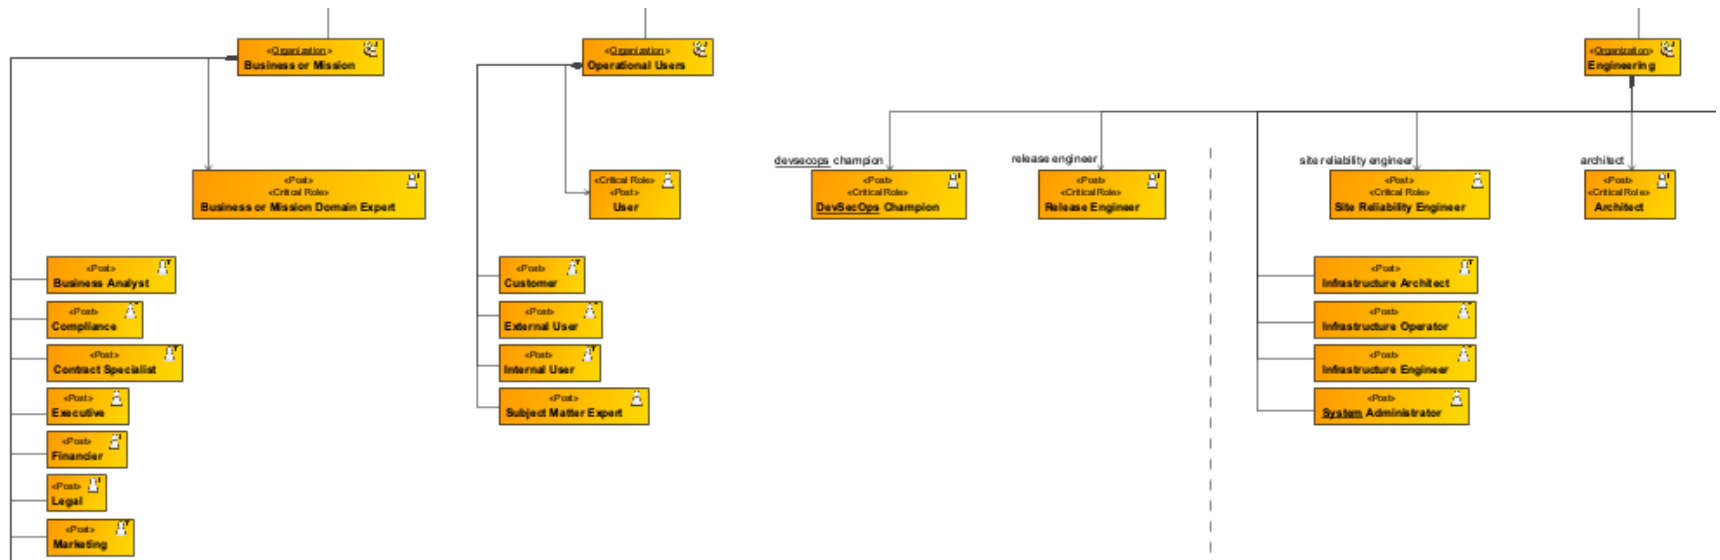 «Organization»
Business or Mission
«Organization»
Operational Users
«Organization»
Engineering
devsecops champion
release engineer
site reliability engineer
architect
«Post»
«Critical Role»
Business or Mission Domain Expert
«Critical Role»
«Post»
User
«Post»
«Critical Role»
DevSecOps Champion
«Post»
«Critical Role»
Release Engineer
«Post»
«Critical Role»
Site Reliability Engineer
«Post»
«Critical Role»
Architect
«Post»
Business Analyst
«Post»
Compliance
«Post»
Contract Specialist
«Post»
Executive
«Post»
Financier
«Post»
Legal
«Post»
Marketing
«Post»
Customer
«Post»
External User
«Post»
Internal User
«Post»
Subject Matter Expert
«Post»
Infrastructure Architect
«Post»
Infrastructure Operator
«Post»
Infrastructure Engineer
«Post»
System Administrator